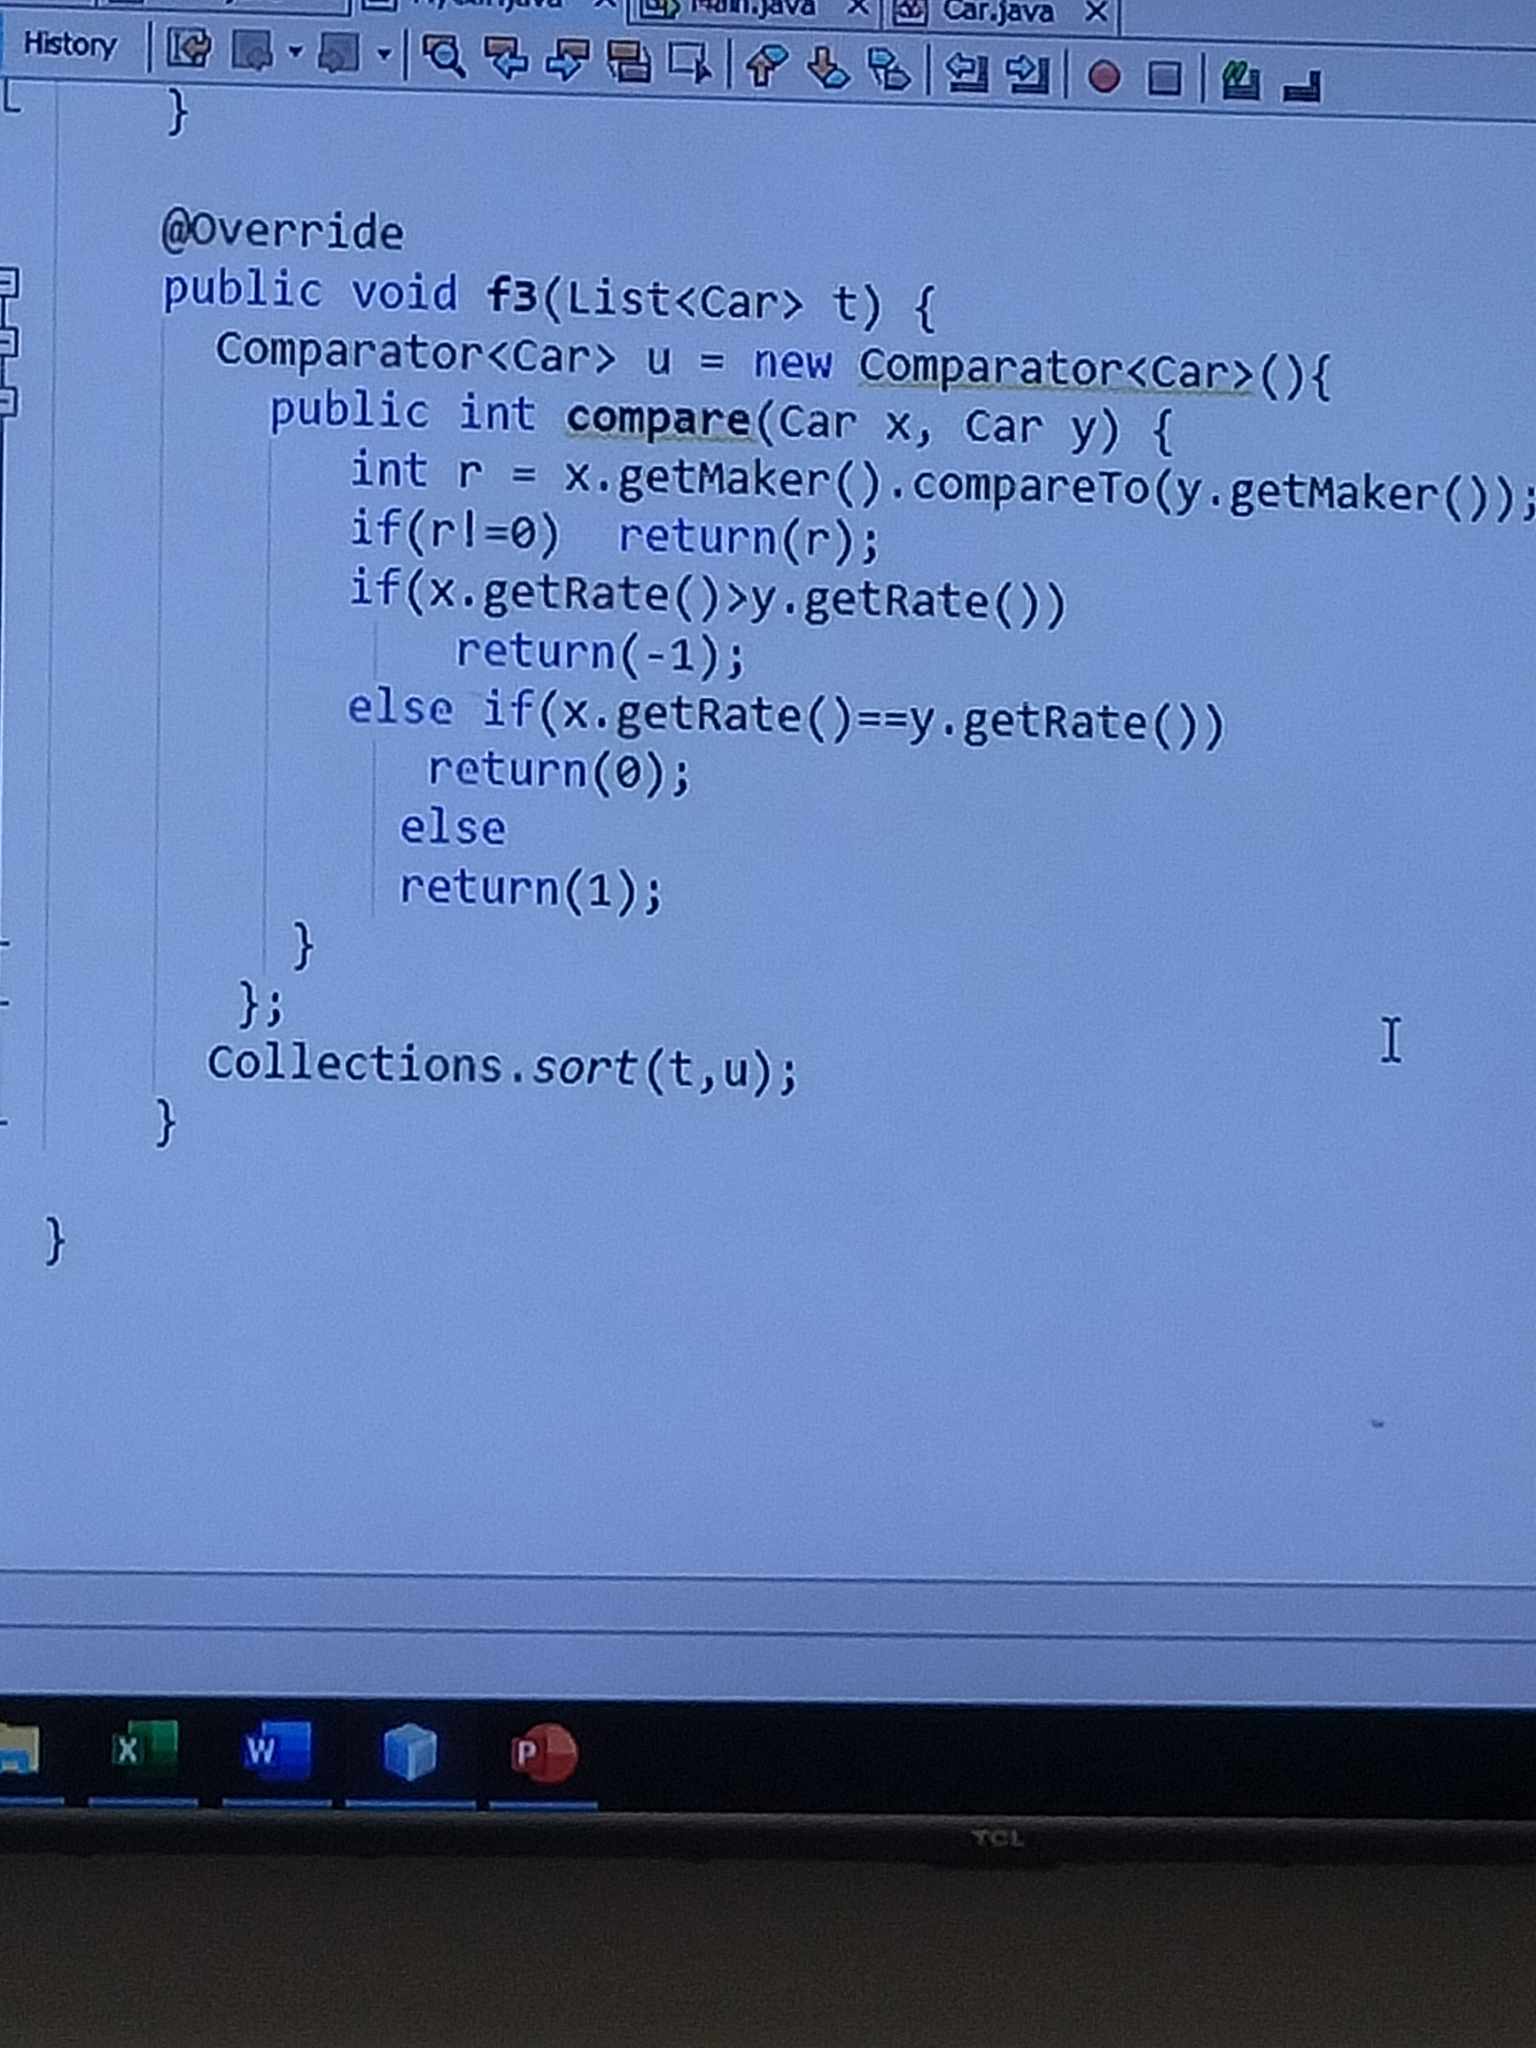 Main.java
Car.java
History
}
@Override
public void f3(List<Car> t) {
Comparator<Car> u = new Comparator<Car>(){
public int compare(Car x, Car y) {
int r = x.getMaker().compareTo(y.getMaker());
if(r!=0) return(r);
if(x.getRate()>y.getRate())
return(-1);
else if(x.getRate()==y.getRate())
return(0);
else
return(1);
}
};
Collections.sort(t,u);
}
}
X
W
P
TCL